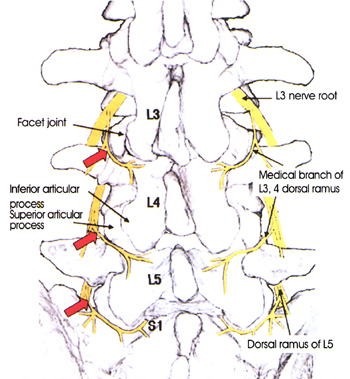 L3 nerve root
L3
Facet joint
Medical branch of
L3, 4 dorsal ramus
Inferior articular
process
Superior articular
process
L4
L5
S1
Dorsal ramus of L5